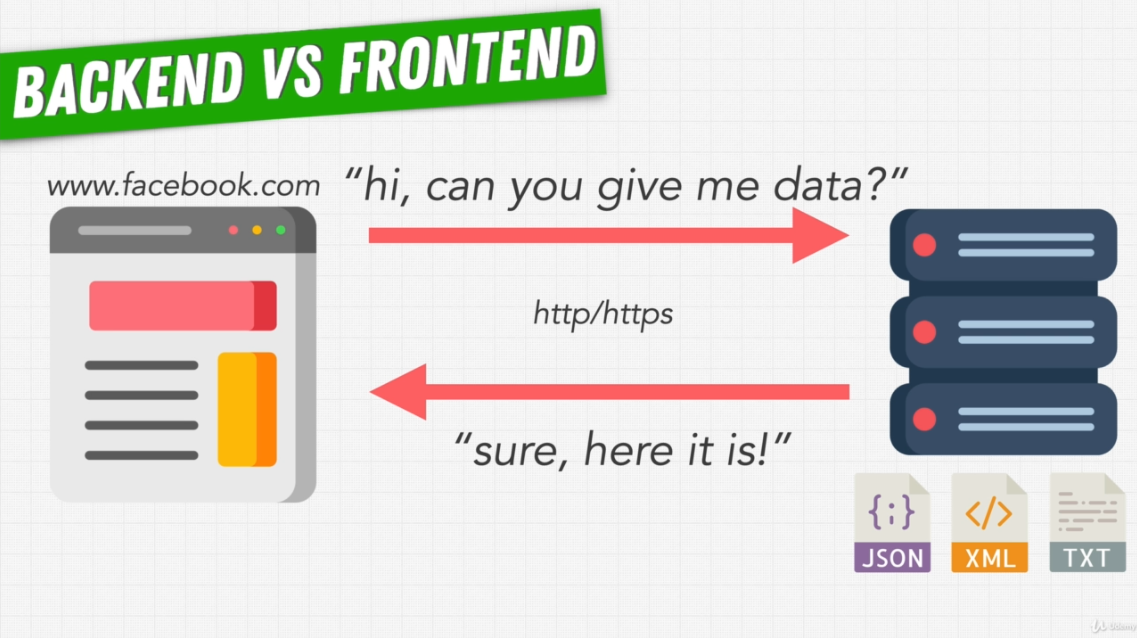 BACKEND VS FRONTEND
www.facebook.com
“hi, can you give me data?”
http/https
“sure, here it is!”
{;}
</>
JSON
XML
TXT
Udemy